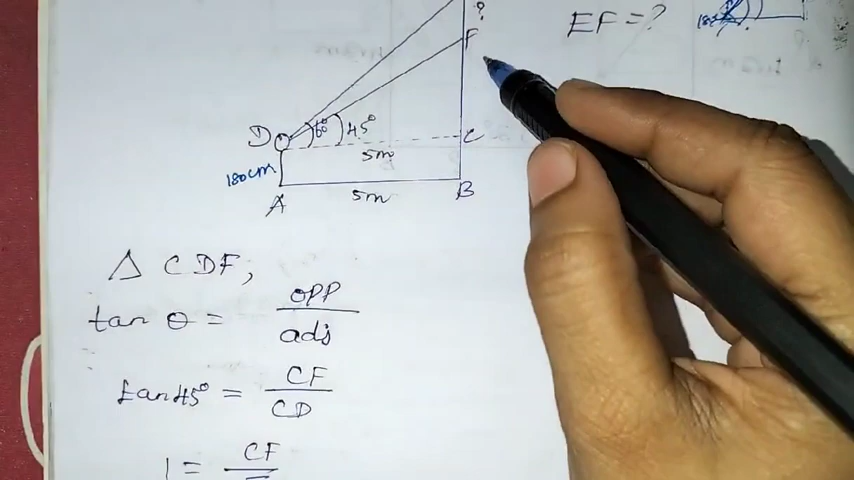 ?
EF = ?
F
D
60°
45°
C
5m
180cm
5m
A
B
△ CDF,
tan θ = opp / adj
tan 45° = CF / CD
1 = CF